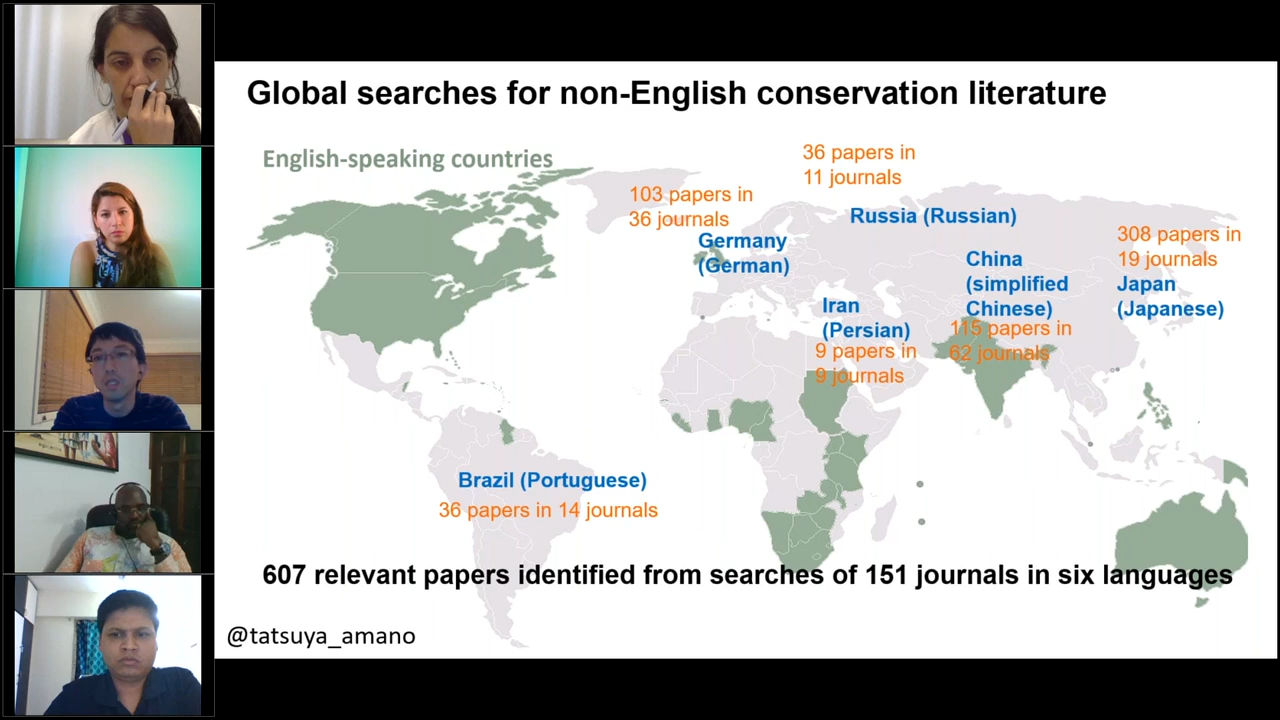 Global searches for non-English conservation literature
English-speaking countries
36 papers in
11 journals
103 papers in
36 journals
Russia (Russian)
Germany
(German)
308 papers in
19 journals
China
(simplified
Chinese)
Japan
(Japanese)
Iran
(Persian)
115 papers in
62 journals
9 papers in
9 journals
Brazil (Portuguese)
36 papers in 14 journals
607 relevant papers identified from searches of 151 journals in six languages
@tatsuya_amano